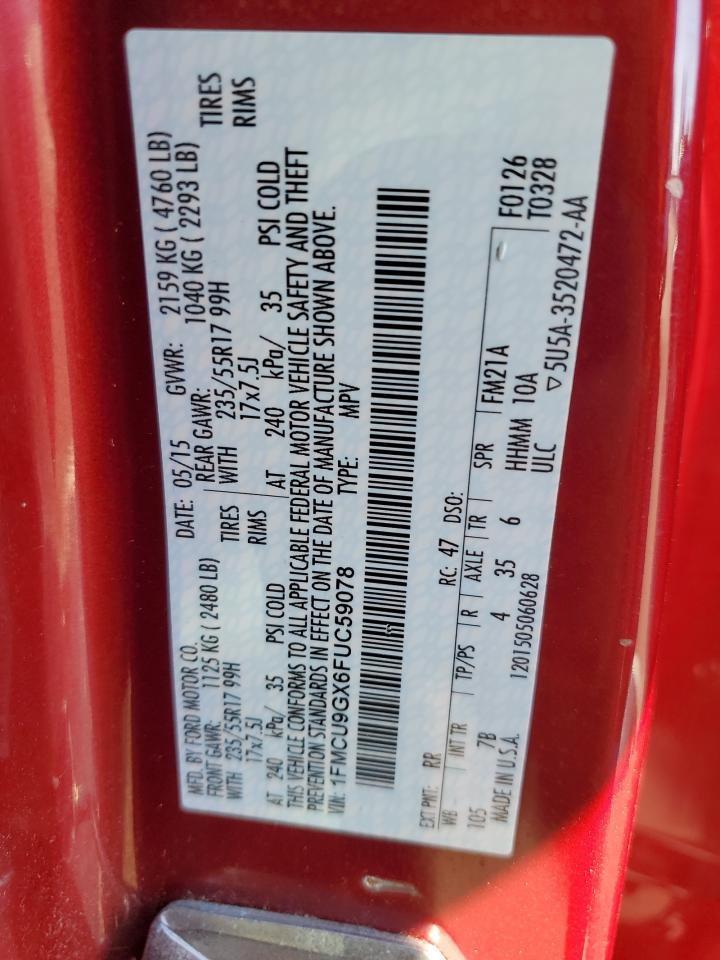 MFD. BY FORD MOTOR CO. DATE: 05/15 GVWR: 2159 KG ( 4760 LB)
FRONT GAWR: 1125 KG ( 2480 LB) REAR GAWR: 1040 KG ( 2293 LB)
WITH 235/55R17 99H TIRES WITH 235/55R17 99H TIRES
17x7.5J RIMS 17x7.5J RIMS
AT 240 kPa/ 35 PSI COLD AT 240 kPa/ 35 PSI COLD
THIS VEHICLE CONFORMS TO ALL APPLICABLE FEDERAL MOTOR VEHICLE SAFETY AND THEFT
PREVENTION STANDARDS IN EFFECT ON THE DATE OF MANUFACTURE SHOWN ABOVE.
VIN: 1FMCU9GX6FUC59078 TYPE: MPV
EXT PNT: RR RC: 47 DSO: F0126
WB INT TR TP/PS R AXLE TR SPR FM21A T0328
105 7B 4 35 6 HHMM 10A
MADE IN U.S.A. 1201505060628 ULC ▽5U5A-3520472-AA